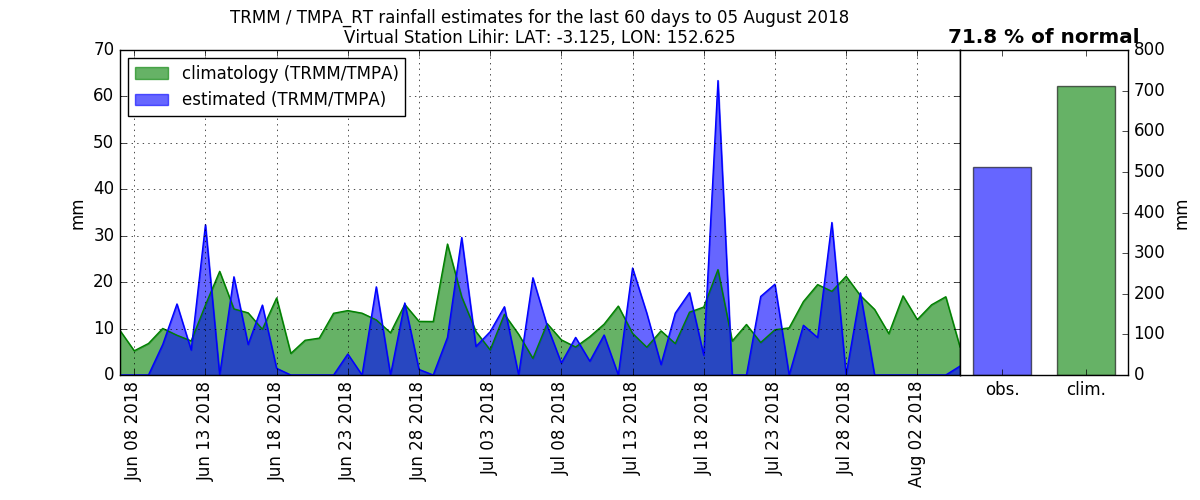 TRMM / TMPA_RT rainfall estimates for the last 60 days to 05 August 2018
Virtual Station Lihir: LAT: -3.125, LON: 152.625
71.8 % of normal
climatology (TRMM/TMPA)
estimated (TRMM/TMPA)
70
60
50
40
30
20
10
0
mm
Jun 08 2018
Jun 13 2018
Jun 18 2018
Jun 23 2018
Jun 28 2018
Jul 03 2018
Jul 08 2018
Jul 13 2018
Jul 18 2018
Jul 23 2018
Jul 28 2018
Aug 02 2018
obs.
clim.
800
700
600
500
400
300
200
100
0
mm